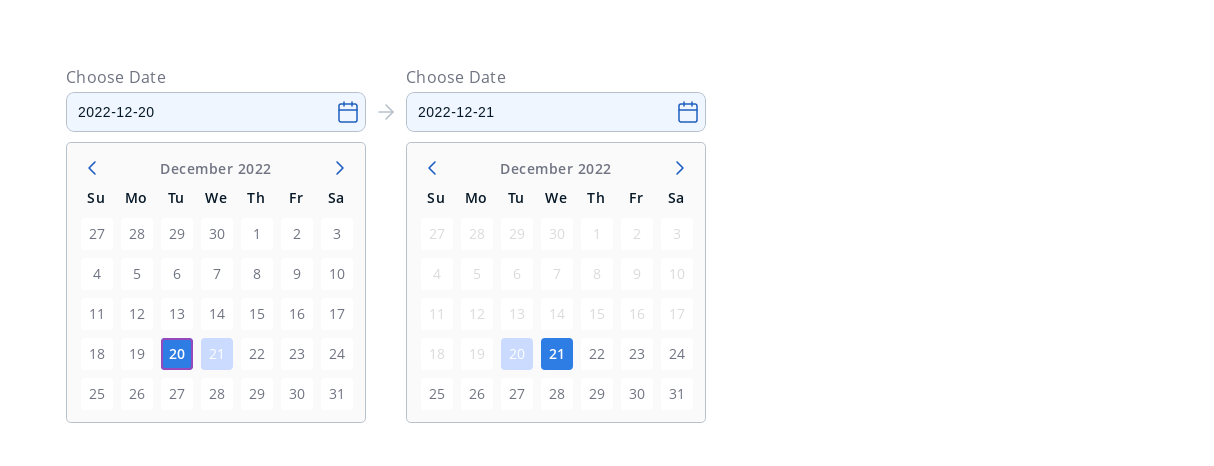 Choose Date
2022-12-20
December 2022
Su Mo Tu We Th Fr Sa
27 28 29 30 1 2 3
4 5 6 7 8 9 10
11 12 13 14 15 16 17
18 19 20 21 22 23 24
25 26 27 28 29 30 31
Choose Date
2022-12-21
December 2022
Su Mo Tu We Th Fr Sa
27 28 29 30 1 2 3
4 5 6 7 8 9 10
11 12 13 14 15 16 17
18 19 20 21 22 23 24
25 26 27 28 29 30 31